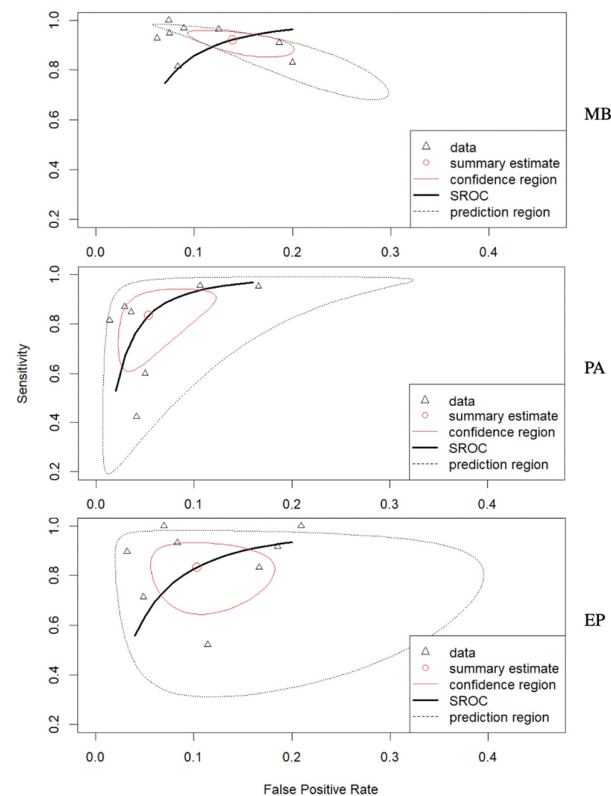 1.0
0.8
0.6
0.4
0.2
MB
data
summary estimate
confidence region
SROC
prediction region
0.0 0.1 0.2 0.3 0.4
Sensitivity
1.0
0.8
0.6
0.4
0.2
PA
data
summary estimate
confidence region
SROC
prediction region
0.0 0.1 0.2 0.3 0.4
1.0
0.8
0.6
0.4
0.2
EP
data
summary estimate
confidence region
SROC
prediction region
0.0 0.1 0.2 0.3 0.4
False Positive Rate